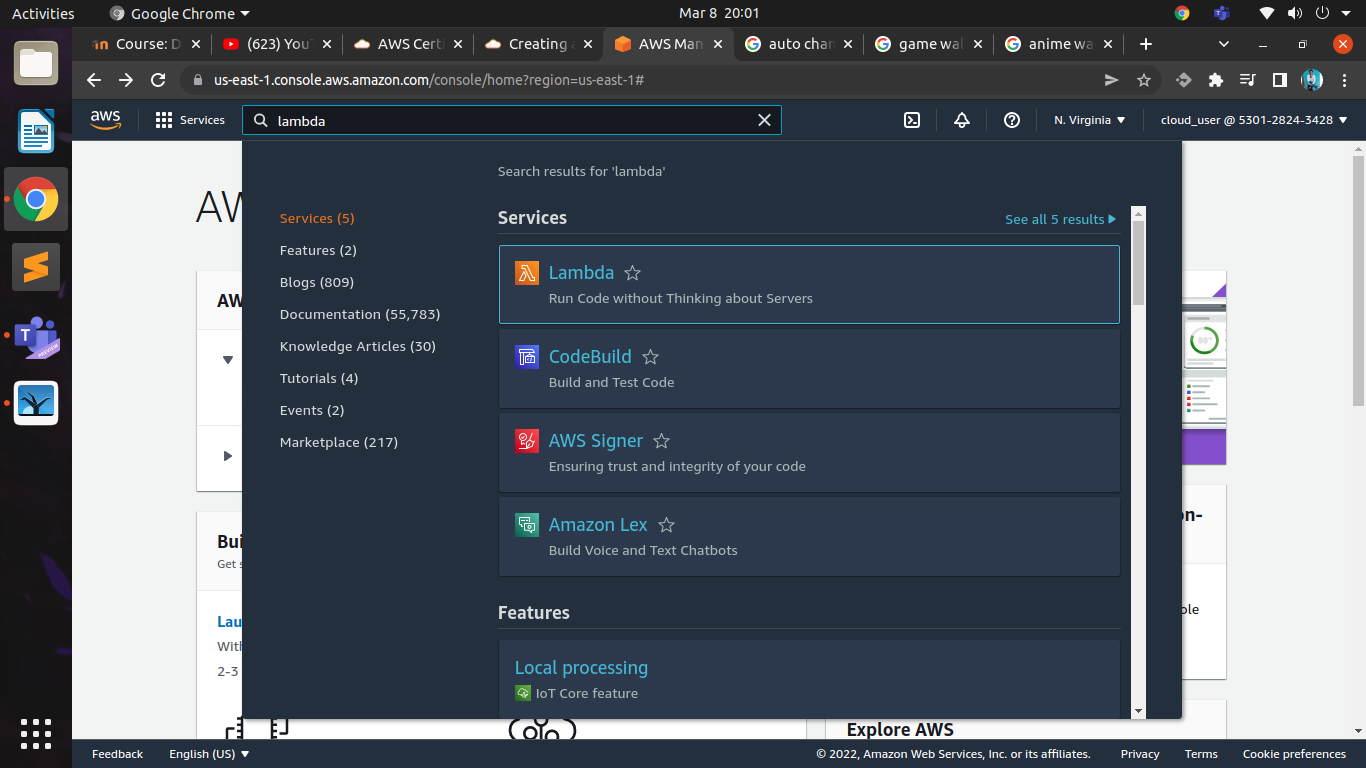 Activities
Google Chrome
Mar 8 20:01
Course: D
(623) You
AWS Certi
Creating a
AWS Man
auto chan
game wal
anime wa
us-east-1.console.aws.amazon.com/console/home?region=us-east-1#
aws
Services
lambda
N. Virginia
cloud_user @ 5301-2824-3428
Search results for 'lambda'
Services (5)
Features (2)
Blogs (809)
Documentation (55,783)
Knowledge Articles (30)
Tutorials (4)
Events (2)
Marketplace (217)
Services
See all 5 results
Lambda
Run Code without Thinking about Servers
CodeBuild
Build and Test Code
AWS Signer
Ensuring trust and integrity of your code
Amazon Lex
Build Voice and Text Chatbots
Features
Local processing
IoT Core feature
AW
AW
Bui
Get s
Lau
With
2-3
on-
ole
Explore AWS
Feedback
English (US)
© 2022, Amazon Web Services, Inc. or its affiliates.
Privacy
Terms
Cookie preferences